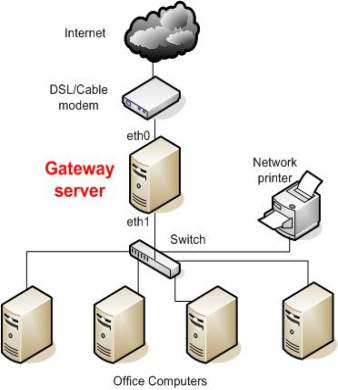 Internet
DSL/Cable
modem
eth0
Gateway
server
Network
printer
eth1
Switch
Office Computers